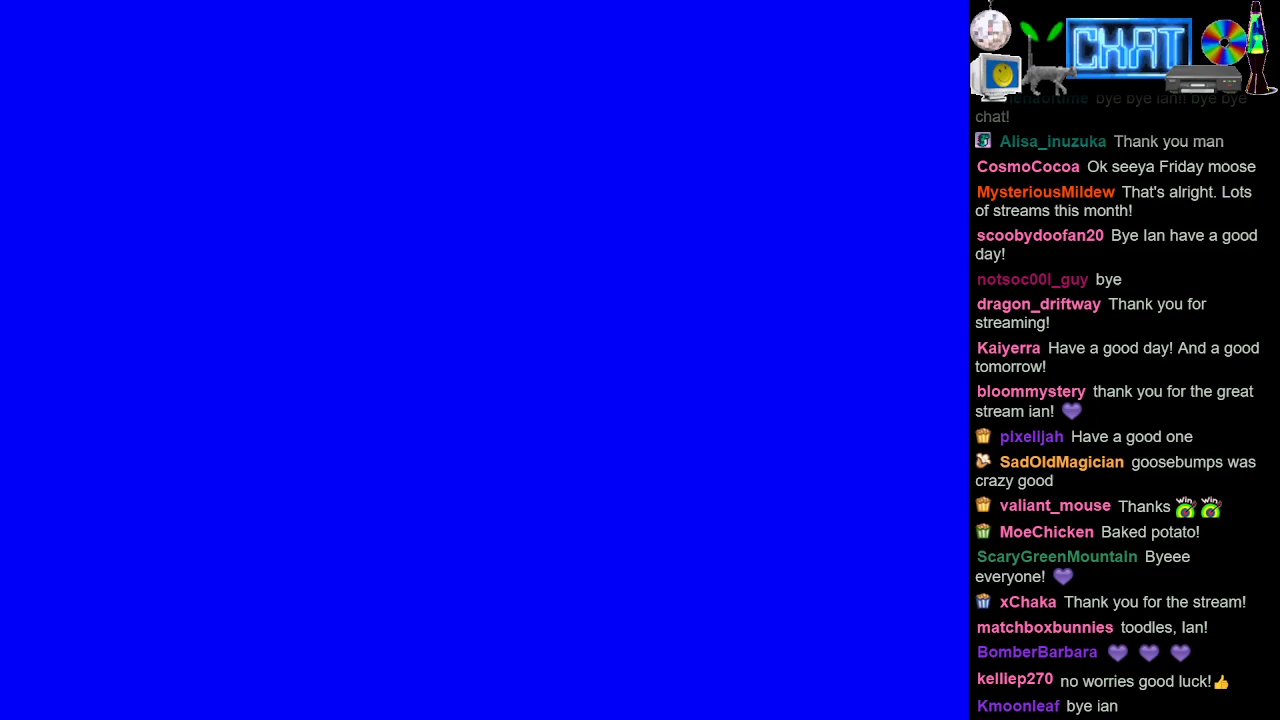 CHAT
bye bye ian!! bye bye
chat!
Alisa_inuzuka Thank you man
CosmoCocoa Ok seeya Friday moose
MysteriousMildew That's alright. Lots
of streams this month!
scoobydoofan20 Bye Ian have a good
day!
notsoc00l_guy bye
dragon_driftway Thank you for
streaming!
Kaiyerra Have a good day! And a good
tomorrow!
bloommystery thank you for the great
stream ian! 💜
pixelijah Have a good one
SadOldMagician goosebumps was
crazy good
valiant_mouse Thanks WiN WiN
MoeChicken Baked potato!
ScaryGreenMountain Byeee
everyone! 💜
xChaka Thank you for the stream!
matchboxbunnies toodles, Ian!
BomberBarbara 💜 💜 💜
kelliep270 no worries good luck!👍
Kmoonleaf bye ian